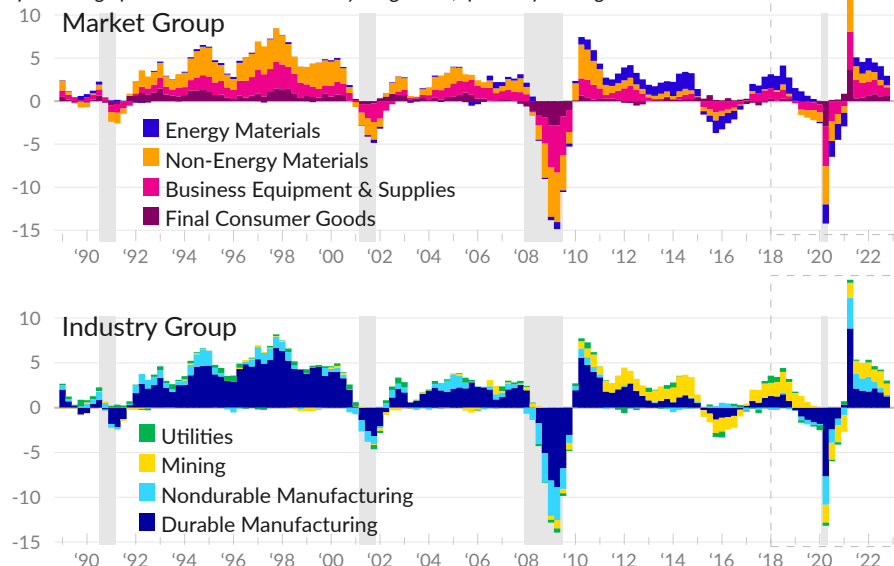 10
Market Group
5
0
Energy Materials
-5
Non-Energy Materials
-10
Business Equipment & Supplies
Final Consumer Goods
-15
‘90 ‘92 ‘94 ‘96 ‘98 ‘00 ‘02 ‘04 ‘06 ‘08 ‘10 ‘12 ‘14 ‘16 ‘18 ‘20 ‘22
10
Industry Group
5
0
Utilities
-5
Mining
-10
Nondurable Manufacturing
Durable Manufacturing
-15
‘90 ‘92 ‘94 ‘96 ‘98 ‘00 ‘02 ‘04 ‘06 ‘08 ‘10 ‘12 ‘14 ‘16 ‘18 ‘20 ‘22